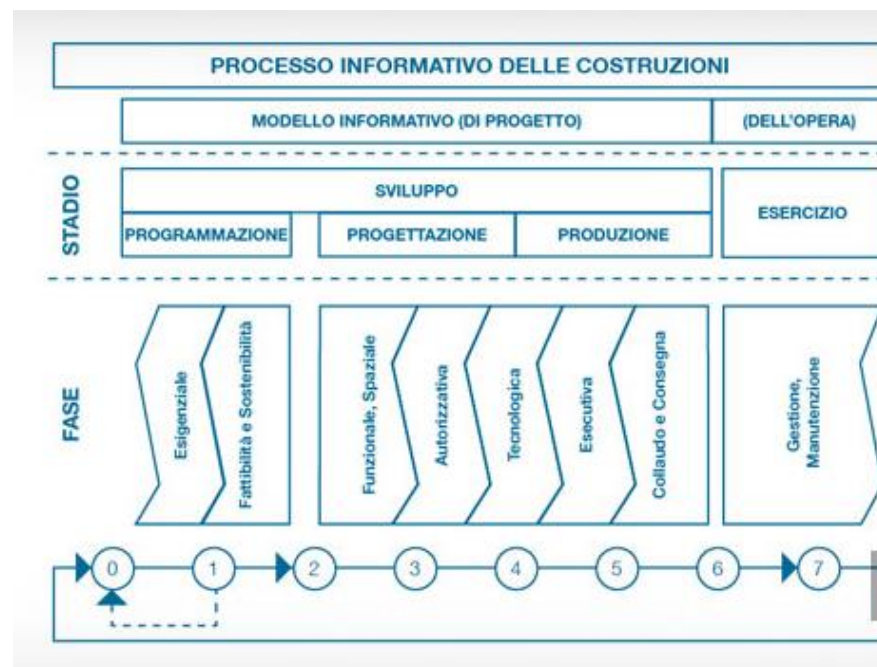 PROCESSO INFORMATIVO DELLE COSTRUZIONI
MODELLO INFORMATIVO (DI PROGETTO)
(DELL'OPERA)
STADIO
SVILUPPO
ESERCIZIO
PROGRAMMAZIONE
PROGETTAZIONE
PRODUZIONE
FASE
Esigenziale
Fattibilità e Sostenibilità
Funzionale, Spaziale
Autorizzativa
Tecnologica
Esecutiva
Collaudo e Consegna
Gestione,
Manutenzione
0
1
2
3
4
5
6
7